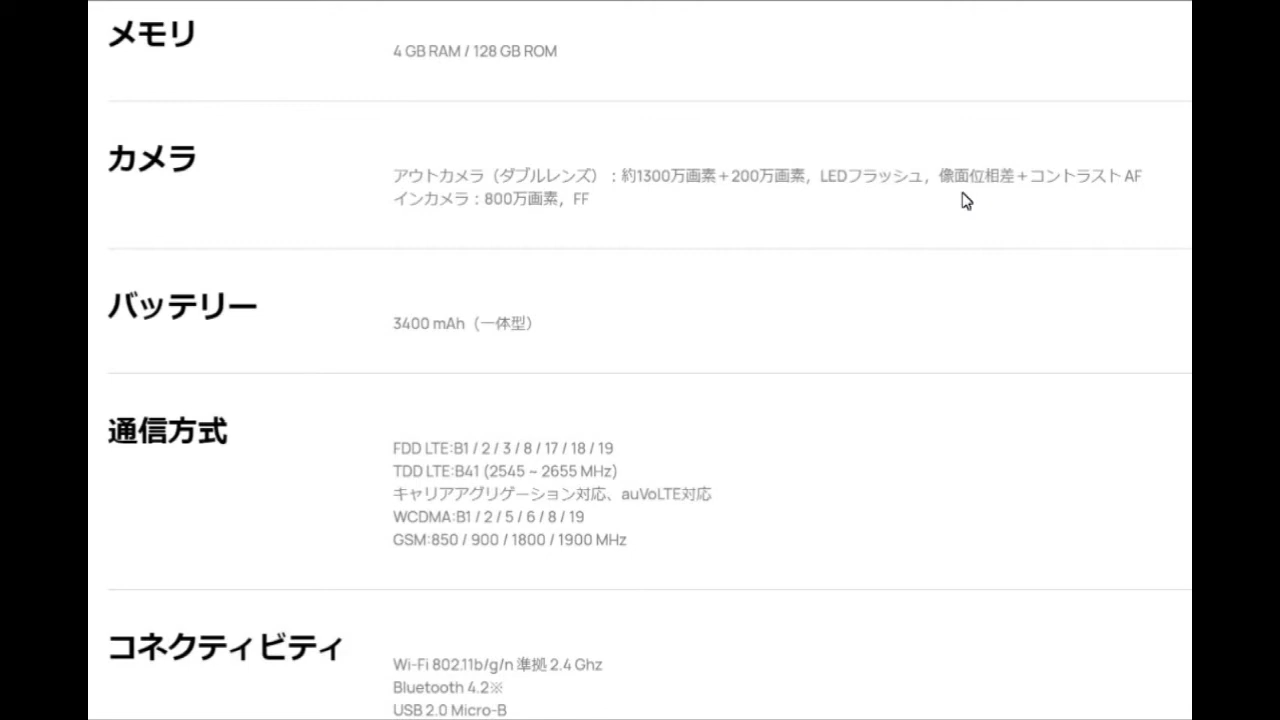 メモリ
4 GB RAM / 128 GB ROM
カメラ
アウトカメラ（ダブルレンズ）：約1300万画素＋200万画素，LEDフラッシュ，像面位相差＋コントラスト AF
インカメラ：800万画素，FF
バッテリー
3400 mAh（一体型）
通信方式
FDD LTE:B1 / 2 / 3 / 8 / 17 / 18 / 19
TDD LTE:B41 (2545 ~ 2655 MHz)
キャリアアグリゲーション対応、auVoLTE対応
WCDMA:B1 / 2 / 5 / 6 / 8 / 19
GSM:850 / 900 / 1800 / 1900 MHz
コネクティビティ
Wi-Fi 802.11b/g/n 準拠 2.4 Ghz
Bluetooth 4.2※
USB 2.0 Micro-B